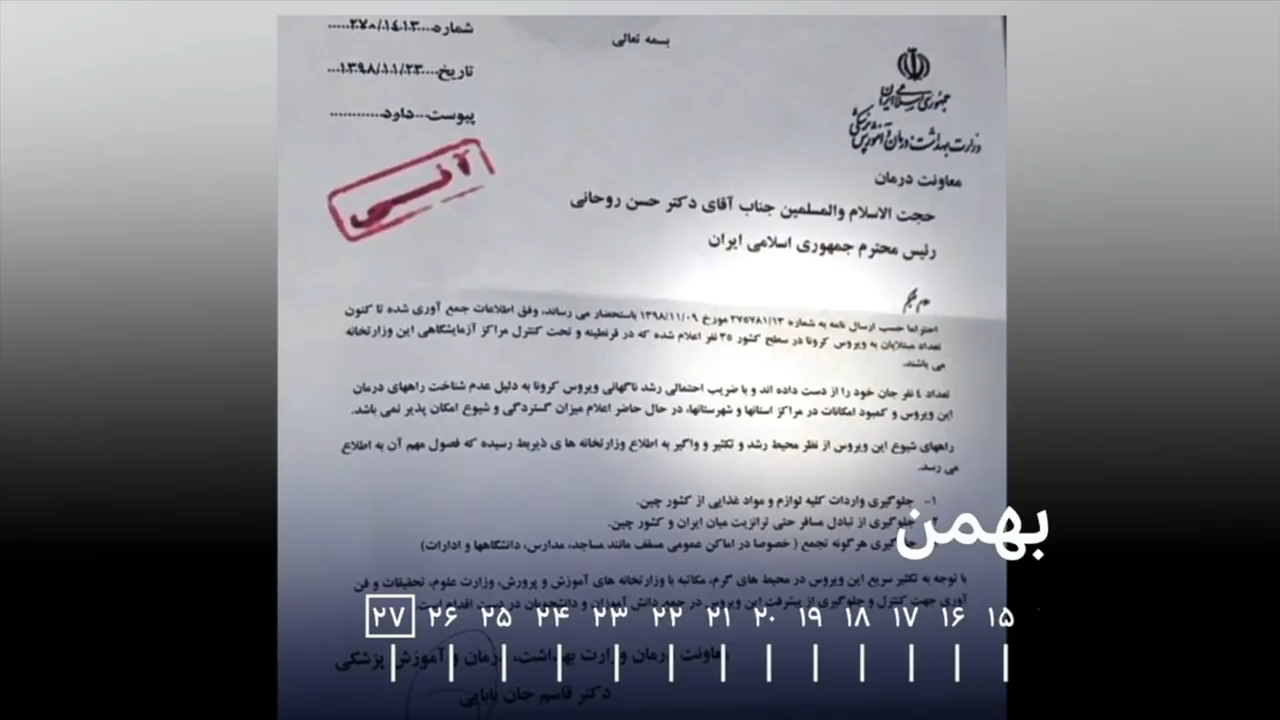 بسمه تعالی
شماره....۲۷۰/۱٤۱۳......
تاریخ....۱۳۹۸/۱۱/۲۳...
پیوست...دارد............
جمهوری اسلامی ایران
وزارت بهداشت درمان و آموزش پزشکی
معاونت درمان
آنی
حجت الاسلام والمسلمین جناب آقای دکتر حسن روحانی
رئیس محترم جمهوری اسلامی ایران
سلام علیکم
احتراما حسب ارسال نامه به شماره ۲۷۵۷۸۱/۱۳ مورخ ۱۳۹۸/۱۱/۰۹ باستحضار می رساند، وفق اطلاعات جمع آوری شده تا کنون
تعداد مبتلایان به ویروس کرونا در سطح کشور ۳۵ نفر اعلام شده که در قرنطینه و تحت کنترل مراکز آزمایشگاهی این وزارتخانه
می باشند.
تعداد ٤ نفر جان خود را از دست داده اند و با ضریب احتمالی رشد ناگهانی ویروس کرونا به دلیل عدم شناخت راههای درمان
این ویروس و کمبود امکانات در مراکز استانها و شهرستانها، در حال حاضر اعلام میزان گستردگی و شیوع امکان پذیر نمی باشد.
راههای شیوع این ویروس از نظر محیط رشد و تکثیر و واگیر به اطلاع وزارتخانه ها ی ذیربط رسیده که فصول مهم آن به اطلاع
می رسد.
۱- جلوگیری واردات کلیه لوازم و مواد غذایی از کشور چین.
جلوگیری از تبادل مسافر حتی ترانزیت میان ایران و کشور چین.
جلوگیری هرگونه تجمع ( خصوصا در اماکن عمومی مسقف مانند مساجد، مدارس، دانشگاهها و ادارات)
بهمن
با توجه به تکثیر سریع این ویروس در محیط های گرم، مکاتبه با وزارتخانه های آموزش و پرورش، وزارت علوم، تحقیقات و فن
آوری جهت کنترل و جلوگیری از پیشرفت این ویروس در جمع دانش آموزان و دانشجویان در دست اقدام است
۱۵ ۱۶ ۱۷ ۱۸ ۱۹ ۲۰ ۲۱ ۲۲ ۲۳ ۲۴ ۲۵ ۲۶ ۲۷
معاونت درمان وزارت بهداشت، درمان و آموزش پزشکی
دکتر قاسم جان بابایی